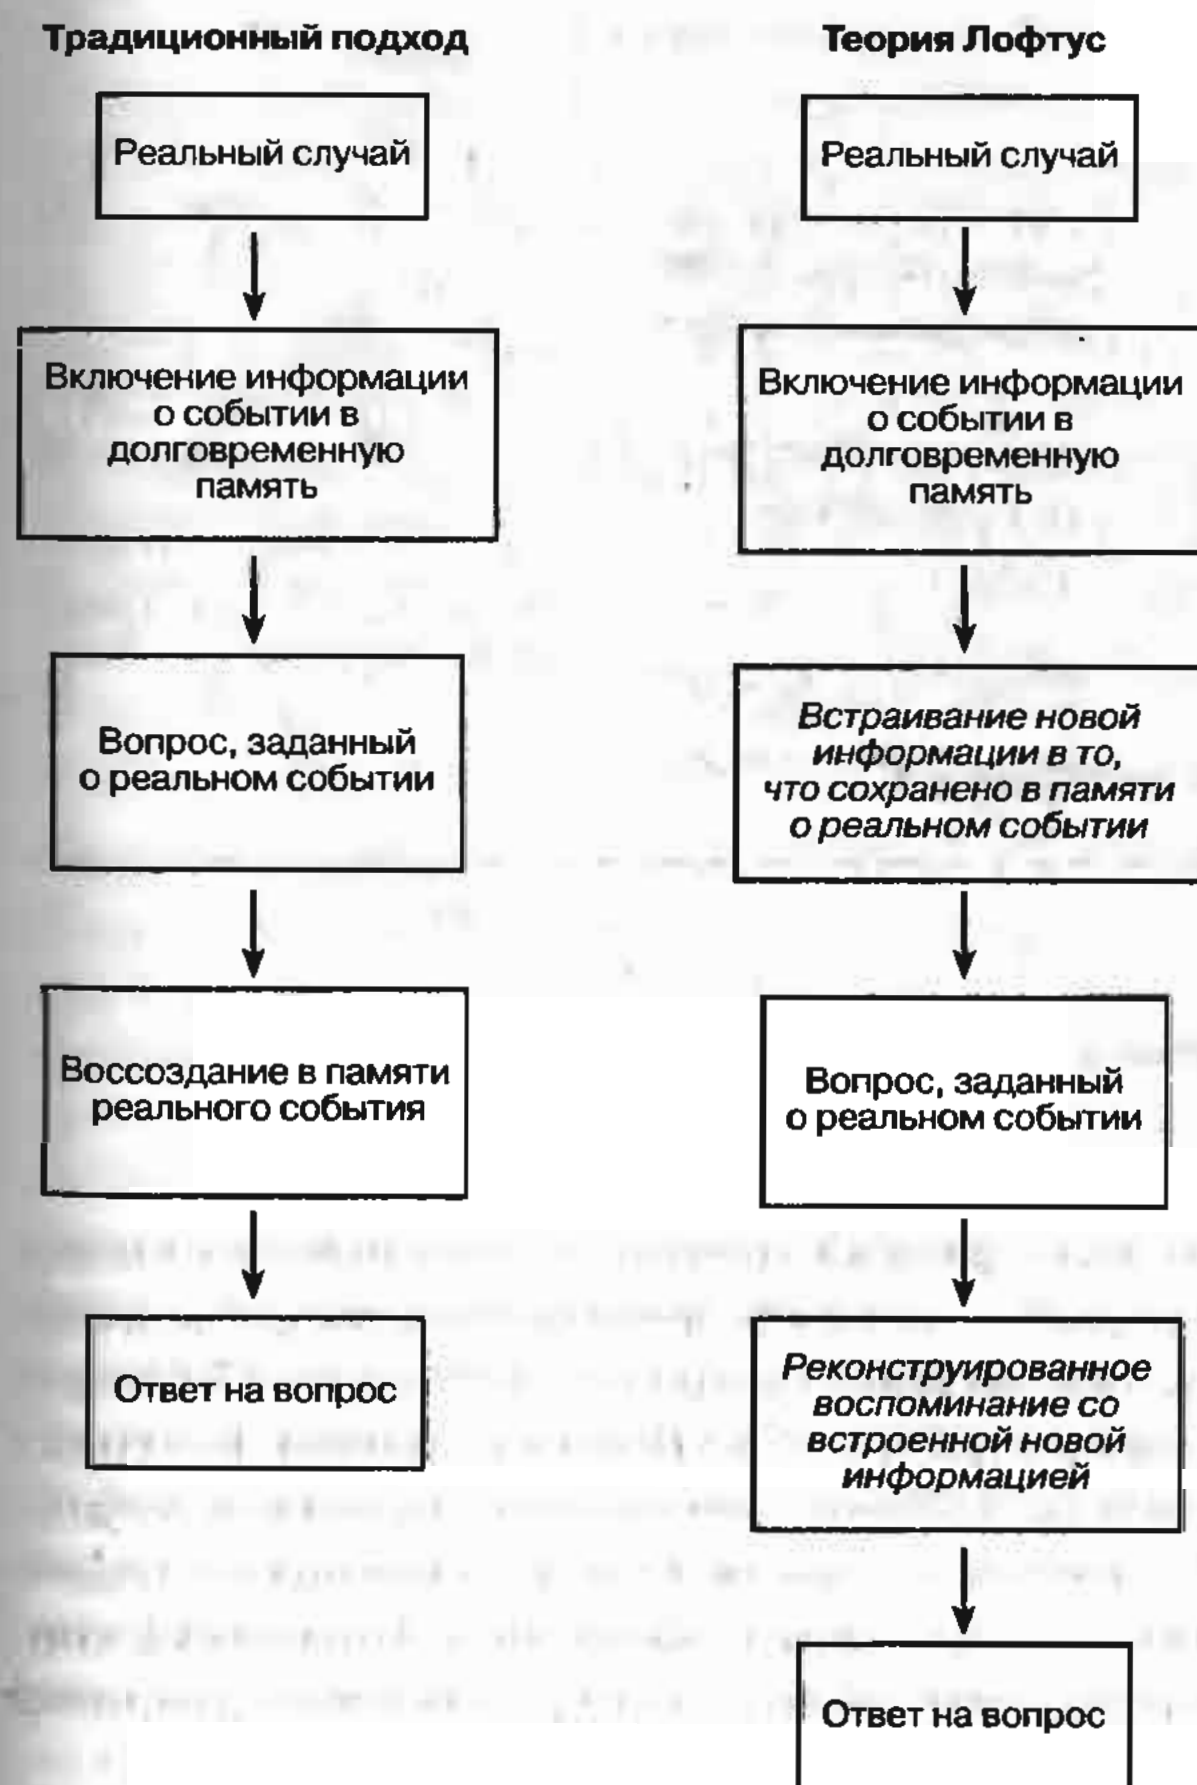 Традиционный подход
Реальный случай
Включение информации
о событии в
долговременную
память
Вопрос, заданный
о реальном событии
Воссоздание в памяти
реального события
Ответ на вопрос
Теория Лофтус
Реальный случай
Включение информации
о событии в
долговременную
память
Встраивание новой
информации в то,
что сохранено в памяти
о реальном событии
Вопрос, заданный
о реальном событии
Реконструированное
воспоминание со
встроенной новой
информацией
Ответ на вопрос